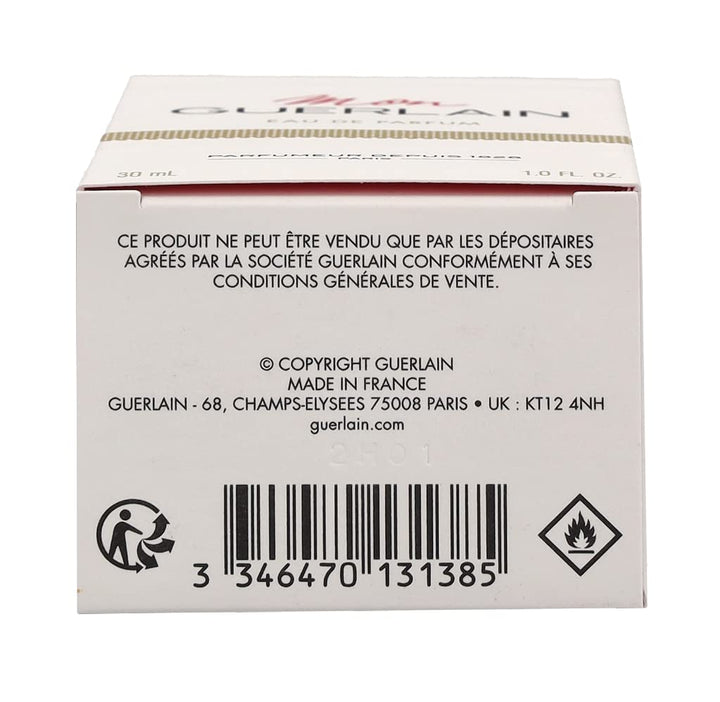 Mon
GUERLAIN
EAU DE PARFUM
PARFUMEUR DEPUIS 1828
PARIS
30 mL 1.0 FL. OZ.
CE PRODUIT NE PEUT ÊTRE VENDU QUE PAR LES DÉPOSITAIRES
AGRÉÉS PAR LA SOCIÉTÉ GUERLAIN CONFORMÉMENT À SES
CONDITIONS GÉNÉRALES DE VENTE.
© COPYRIGHT GUERLAIN
MADE IN FRANCE
GUERLAIN - 68, CHAMPS-ELYSEES 75008 PARIS • UK : KT12 4NH
guerlain.com
2H01
3 346470 131385